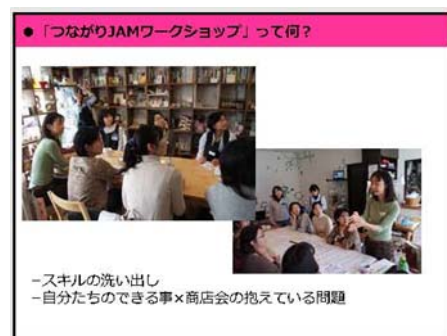 ● 「つながりJAMワークショップ」って何？
－スキルの洗い出し
－自分たちのできる事×商店会の抱えている問題